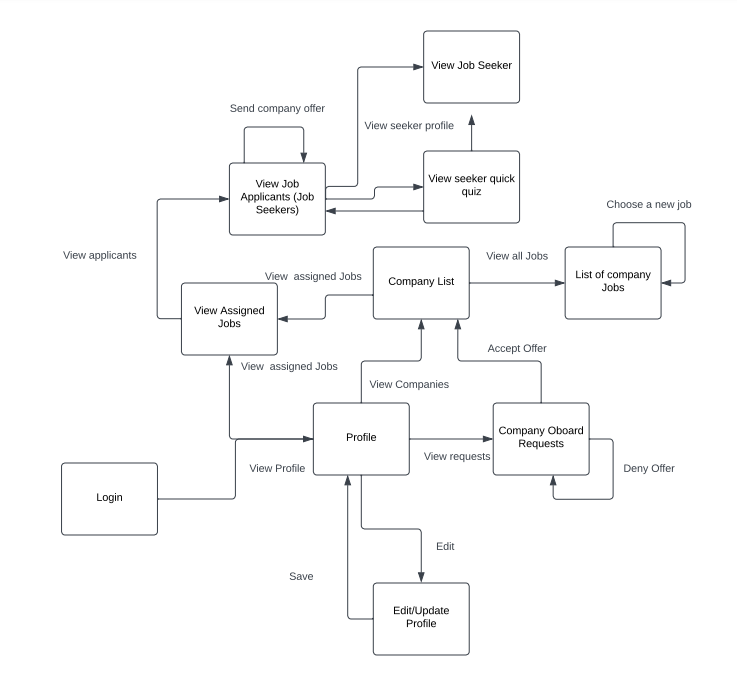 View Job Seeker
Send company offer
View seeker profile
View Job
Applicants (Job
Seekers)
View seeker quick
quiz
Choose a new job
View applicants
View  assigned Jobs
Company List
View all Jobs
List of company
Jobs
View Assigned
Jobs
Accept Offer
View  assigned Jobs
View Companies
Profile
Company Oboard
Requests
View Profile
View requests
Deny Offer
Login
Edit
Save
Edit/Update
Profile